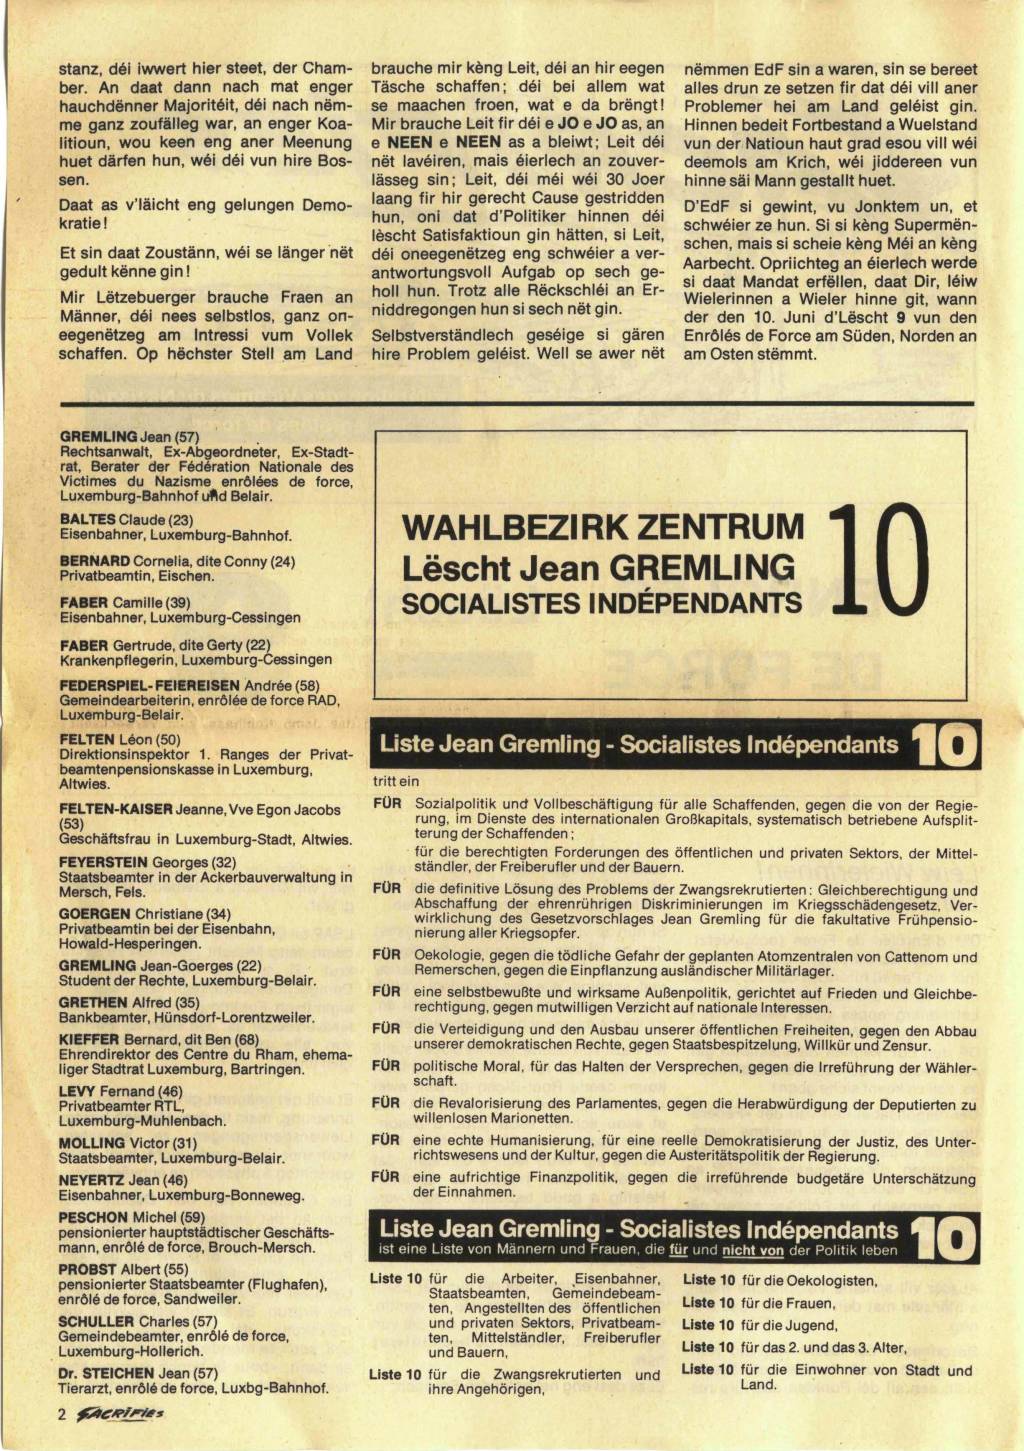 stanz, déi iwwert hier steet, der Cham-
ber. An daat dann nach mat enger
hauchdënner Majoritéit, déi nach nëm-
me ganz zoufälleg war, an enger Koa-
litioun, wou keen eng aner Meenung
huet därfen hun, wéi déi vun hire Bos-
sen.
Daat as v'läicht eng gelungen Demo-
kratie!
Et sin daat Zoustänn, wéi se länger nët
gedult kënne gin!
Mir Lëtzebuerger brauche Fraen an
Männer, déi nees selbstlos, ganz on-
eegenëtzeg am Intressi vum Vollek
schaffen. Op hëchster Stell am Land
brauche mir kèng Leit, déi an hir eegen
Täsche schaffen; déi bei allem wat
se maachen froen, wat e da brëngt!
Mir brauche Leit fir déi e JO e JO as, an
e NEEN e NEEN as a bleiwt; Leit déi
nët lavéiren, mais éierlech an zouver-
lässeg sin; Leit, déi méi wéi 30 Joer
laang fir hir gerecht Cause gestridden
hun, oni dat d'Politiker hinnen déi
lèscht Satisfaktioun gin hätten, si Leit,
déi oneegenëtzeg eng schwéier a ver-
antwortungsvoll Aufgab op sech ge-
holl hun. Trotz alle Rëckschléi an Er-
niddregongen hun si sech nët gin.
Selbstverständlech geséige si gären
hire Problem geléist. Well se awer nët
nëmmen EdF sin a waren, sin se bereet
alles drun ze setzen fir dat déi vill aner
Problemer hei am Land geléist gin.
Hinnen bedeit Fortbestand a Wuelstand
vun der Natioun haut grad esou vill wéi
deemols am Krich, wéi jiddereen vun
hinne säi Mann gestallt huet.
D'EdF si gewint, vu Jonktem un, et
schwéier ze hun. Si si kèng Supermën-
schen, mais si scheie kèng Méi an kèng
Aarbecht. Opriichteg an éierlech werde
si daat Mandat erfëllen, daat Dir, léiw
Wielerinnen a Wieler hinne git, wann
der den 10. Juni d'Lëscht 9 vun den
Enrôlés de Force am Süden, Norden an
am Osten stëmmt.
GREMLING Jean (57)
Rechtsanwalt, Ex-Abgeordneter, Ex-Stadt-
rat, Berater der Fédération Nationale des
Victimes du Nazisme enrôlées de force,
Luxemburg-Bahnhof und Belair.
BALTES Claude (23)
Eisenbahner, Luxemburg-Bahnhof.
BERNARD Cornelia, dite Conny (24)
Privatbeamtin, Eischen.
FABER Camille (39)
Eisenbahner, Luxemburg-Cessingen
FABER Gertrude, dite Gerty (22)
Krankenpflegerin, Luxemburg-Cessingen
FEDERSPIEL-FEIEREISEN Andrée (58)
Gemeindearbeiterin, enrôlée de force RAD,
Luxemburg-Belair.
FELTEN Léon (50)
Direktionsinspektor 1. Ranges der Privat-
beamtenpensionskasse in Luxemburg,
Altwies.
FELTEN-KAISER Jeanne, Vve Egon Jacobs
(53)
Geschäftsfrau in Luxemburg-Stadt, Altwies.
FEYERSTEIN Georges (32)
Staatsbeamter in der Ackerbauverwaltung in
Mersch, Fels.
GOERGEN Christiane (34)
Privatbeamtin bei der Eisenbahn,
Howald-Hesperingen.
GREMLING Jean-Goerges (22)
Student der Rechte, Luxemburg-Belair.
GRETHEN Alfred (35)
Bankbeamter, Hünsdorf-Lorentzweiler.
KIEFFER Bernard, dit Ben (68)
Ehrendirektor des Centre du Rham, ehema-
liger Stadtrat Luxemburg, Bartringen.
LEVY Fernand (46)
Privatbeamter RTL,
Luxemburg-Muhlenbach.
MOLLING Victor (31)
Staatsbeamter, Luxemburg-Belair.
NEYERTZ Jean (46)
Eisenbahner, Luxemburg-Bonneweg.
PESCHON Michel (59)
pensionierter hauptstädtischer Geschäfts-
mann, enrôlé de force, Brouch-Mersch.
PROBST Albert (55)
pensionierter Staatsbeamter (Flughafen),
enrôlé de force, Sandweiler.
SCHULLER Charles (57)
Gemeindebeamter, enrôlé de force,
Luxemburg-Hollerich.
Dr. STEICHEN Jean (57)
Tierarzt, enrôlé de force, Luxbg-Bahnhof.
WAHLBEZIRK ZENTRUM
Lëscht Jean GREMLING
SOCIALISTES INDÉPENDANTS
10
Liste Jean Gremling - Socialistes Indépendants 10
tritt ein
FÜR Sozialpolitik und Vollbeschäftigung für alle Schaffenden, gegen die von der Regie-
rung, im Dienste des internationalen Großkapitals, systematisch betriebene Aufsplit-
terung der Schaffenden;
für die berechtigten Forderungen des öffentlichen und privaten Sektors, der Mittel-
ständler, der Freiberufler und der Bauern.
FÜR die definitive Lösung des Problems der Zwangsrekrutierten: Gleichberechtigung und
Abschaffung der ehrenrührigen Diskriminierungen im Kriegsschädengesetz, Ver-
wirklichung des Gesetzvorschlages Jean Gremling für die fakultative Frühpensio-
nierung aller Kriegsopfer.
FÜR Oekologie, gegen die tödliche Gefahr der geplanten Atomzentralen von Cattenom und
Remerschen, gegen die Einpflanzung ausländischer Militärlager.
FÜR eine selbstbewußte und wirksame Außenpolitik, gerichtet auf Frieden und Gleichbe-
rechtigung, gegen mutwilligen Verzicht auf nationale Interessen.
FÜR die Verteidigung und den Ausbau unserer öffentlichen Freiheiten, gegen den Abbau
unserer demokratischen Rechte, gegen Staatsbespitzelung, Willkür und Zensur.
FÜR politische Moral, für das Halten der Versprechen, gegen die Irreführung der Wähler-
schaft.
FÜR die Revalorisierung des Parlamentes, gegen die Herabwürdigung der Deputierten zu
willenlosen Marionetten.
FÜR eine echte Humanisierung, für eine reelle Demokratisierung der Justiz, des Unter-
richtswesens und der Kultur, gegen die Austeritätspolitik der Regierung.
FÜR eine aufrichtige Finanzpolitik, gegen die irreführende budgetäre Unterschätzung
der Einnahmen.
Liste Jean Gremling - Socialistes Indépendants 10
ist eine Liste von Männern und Frauen, die für und nicht von der Politik leben
Liste 10 für die Arbeiter, Eisenbahner,
Staatsbeamten, Gemeindebeam-
ten, Angestellten des öffentlichen
und privaten Sektors, Privatbeam-
ten, Mittelständler, Freiberufler
und Bauern,
Liste 10 für die Zwangsrekrutierten und
ihre Angehörigen,
Liste 10 für die Oekologisten,
Liste 10 für die Frauen,
Liste 10 für die Jugend,
Liste 10 für das 2. und das 3. Alter,
Liste 10 für die Einwohner von Stadt und
Land.
2 SACRIFIÉS